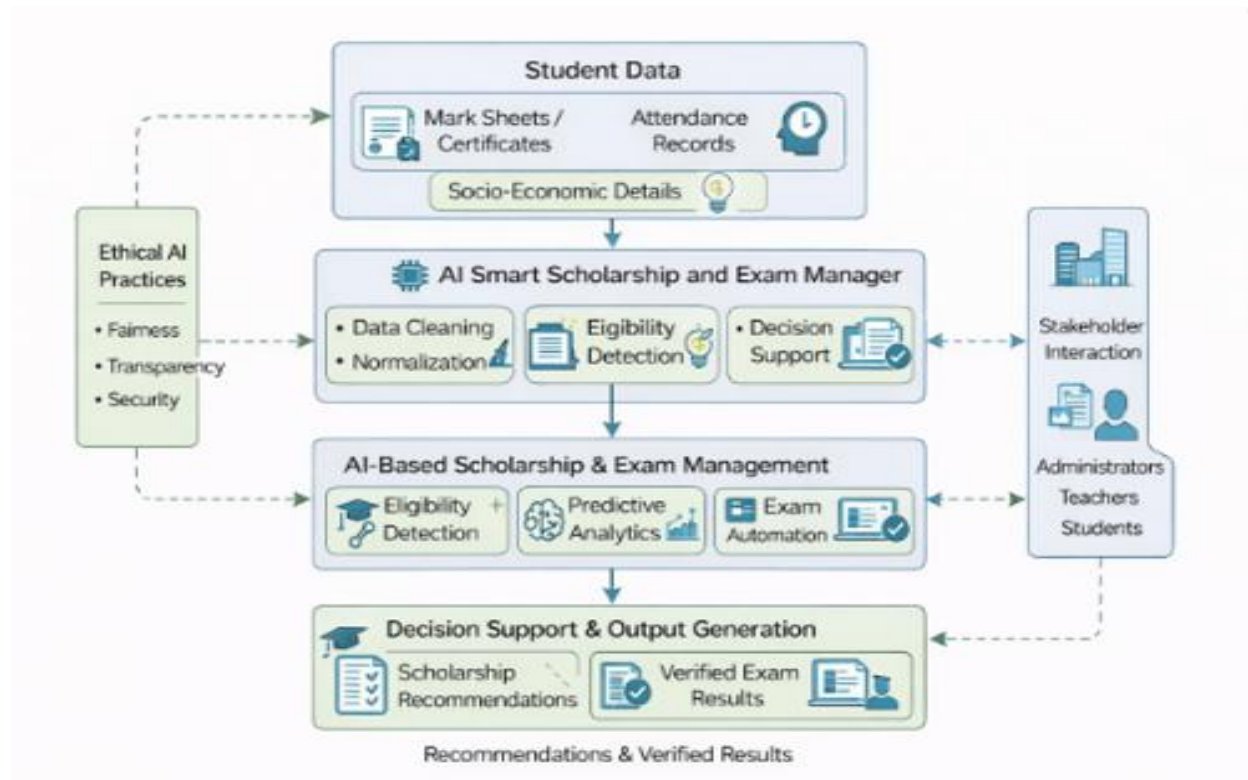 Student Data
Mark Sheets /
Certificates
Attendance
Records
Socio-Economic Details
Ethical AI
Practices
• Fairness
• Transparency
• Security
AI Smart Scholarship and Exam Manager
• Data Cleaning
• Normalization
Eigibility
Detection
• Decision
Support
Stakeholder
Interaction
Administrators
Teachers
Students
AI-Based Scholarship & Exam Management
Eligibility
Detection
Predictive
Analytics
Exam
Automation
Decision Support & Output Generation
Scholarship
Recommendations
Verified Exam
Results
Recommendations & Verified Results